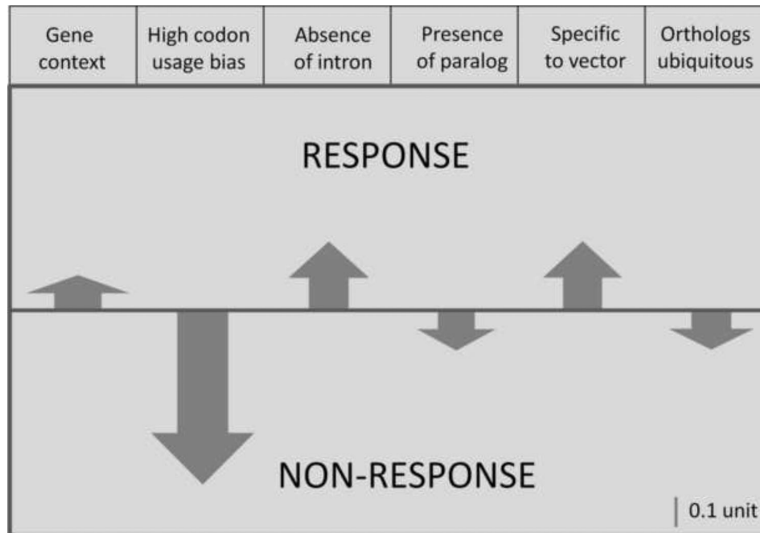 Gene context
High codon usage bias
Absence of intron
Presence of paralog
Specific to vector
Orthologs ubiquitous
RESPONSE
NON-RESPONSE
0.1 unit